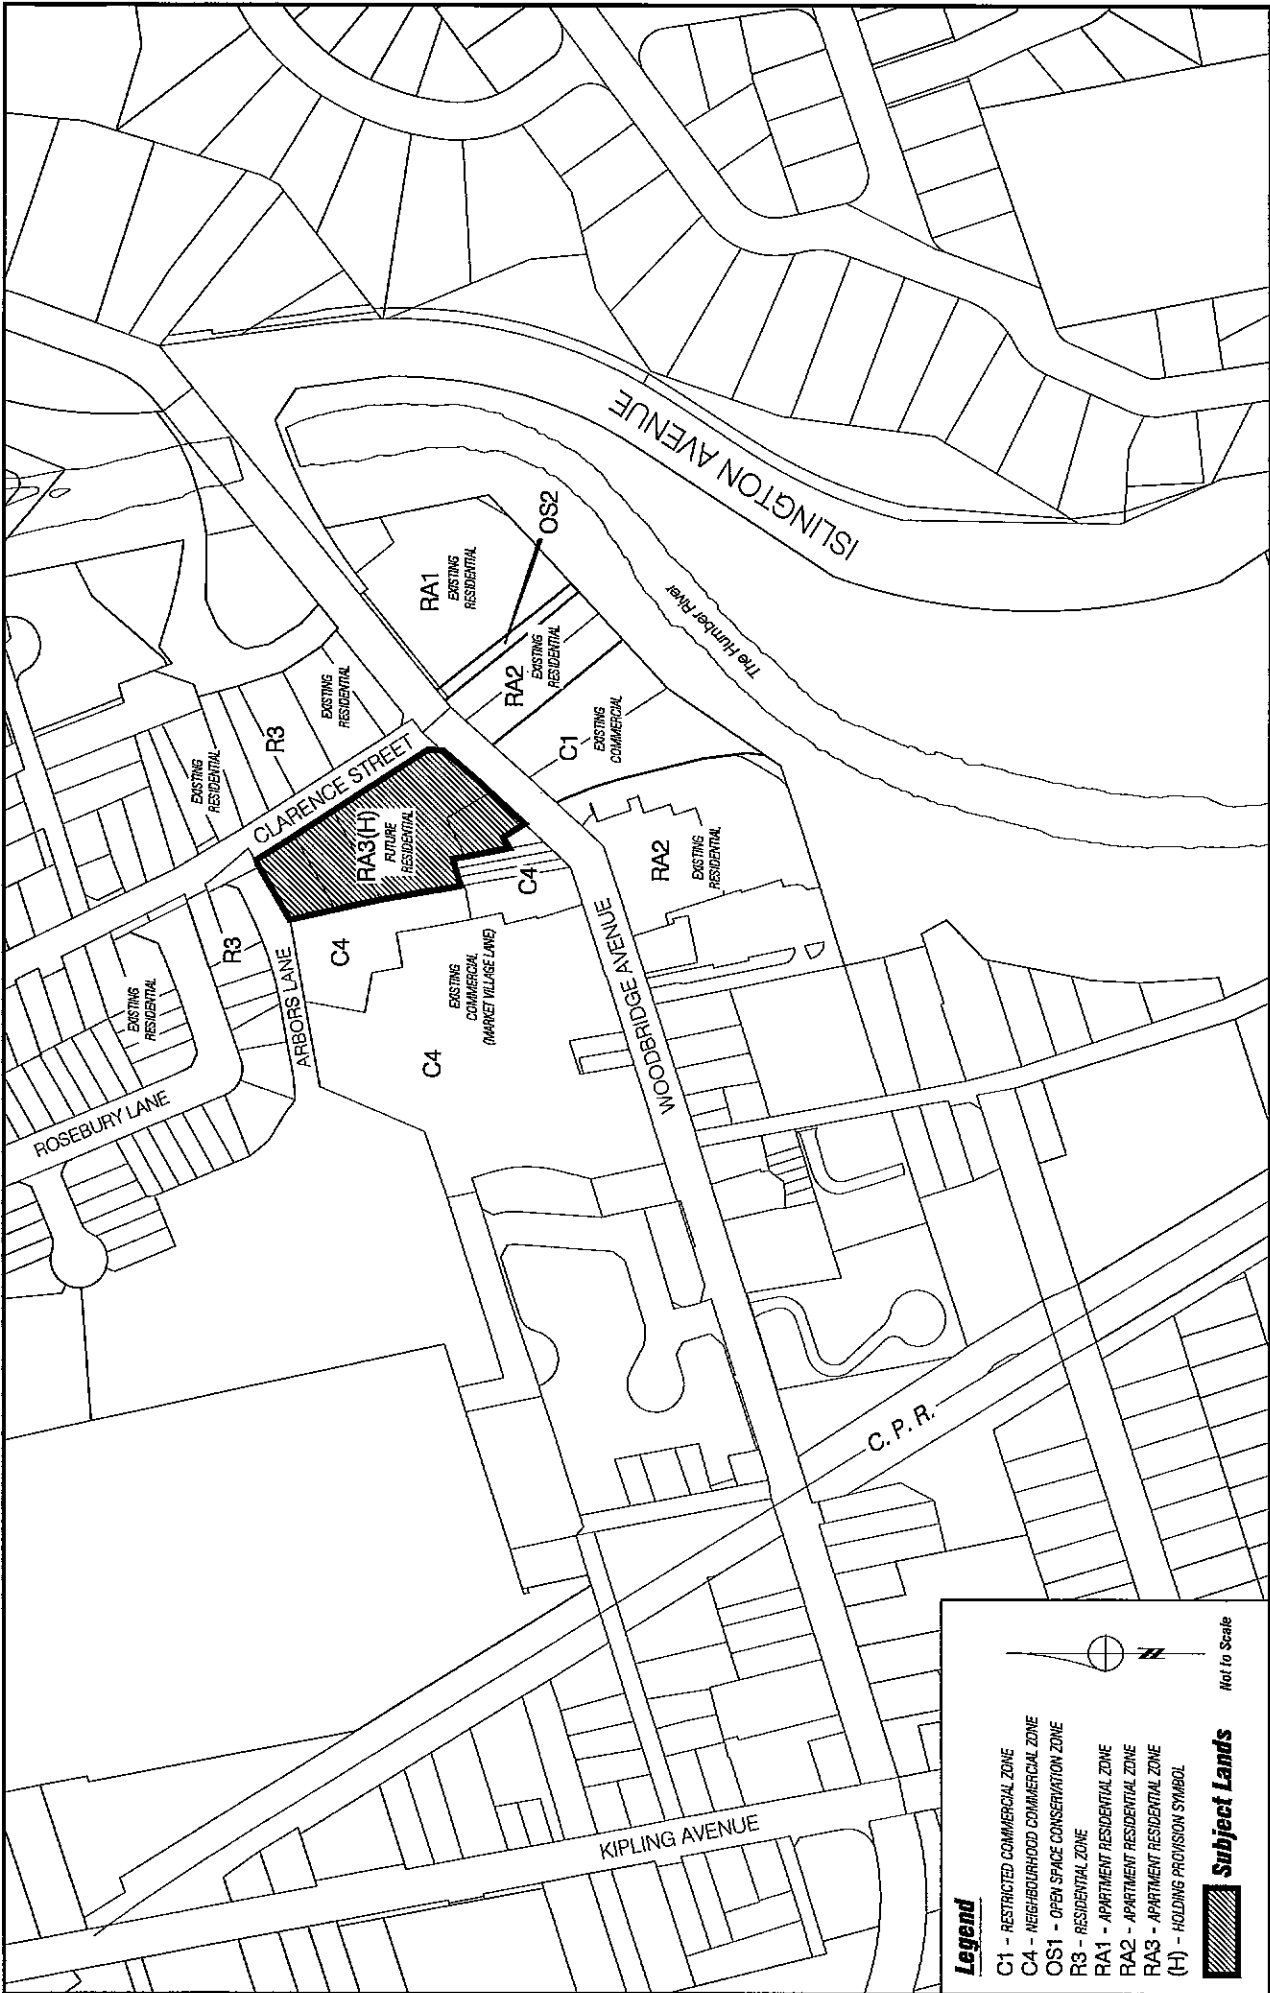 ISLINGTON AVENUE
The Humber River
OS2
RA1
EXISTING
RESIDENTIAL
RA2
EXISTING
RESIDENTIAL
C1
EXISTING
COMMERCIAL
RA2
EXISTING
RESIDENTIAL
R3
EXISTING
RESIDENTIAL
EXISTING
RESIDENTIAL
CLARENCE STREET
RA3(H)
FUTURE
RESIDENTIAL
C4
C4
R3
EXISTING
RESIDENTIAL
ARBORS LANE
ROSEBURY LANE
C4
EXISTING
COMMERCIAL
(MARKET VILLAGE LANE)
WOODBRIDGE AVENUE
C. P. R.
KIPLING AVENUE
Legend
C1 - RESTRICTED COMMERCIAL ZONE
C4 - NEIGHBOURHOOD COMMERCIAL ZONE
OS1 - OPEN SPACE CONSERVATION ZONE
R3 - RESIDENTIAL ZONE
RA1 - APARTMENT RESIDENTIAL ZONE
RA2 - APARTMENT RESIDENTIAL ZONE
RA3 - APARTMENT RESIDENTIAL ZONE
(H) - HOLDING PROVISION SYMBOL
Subject Lands
N
Not to Scale